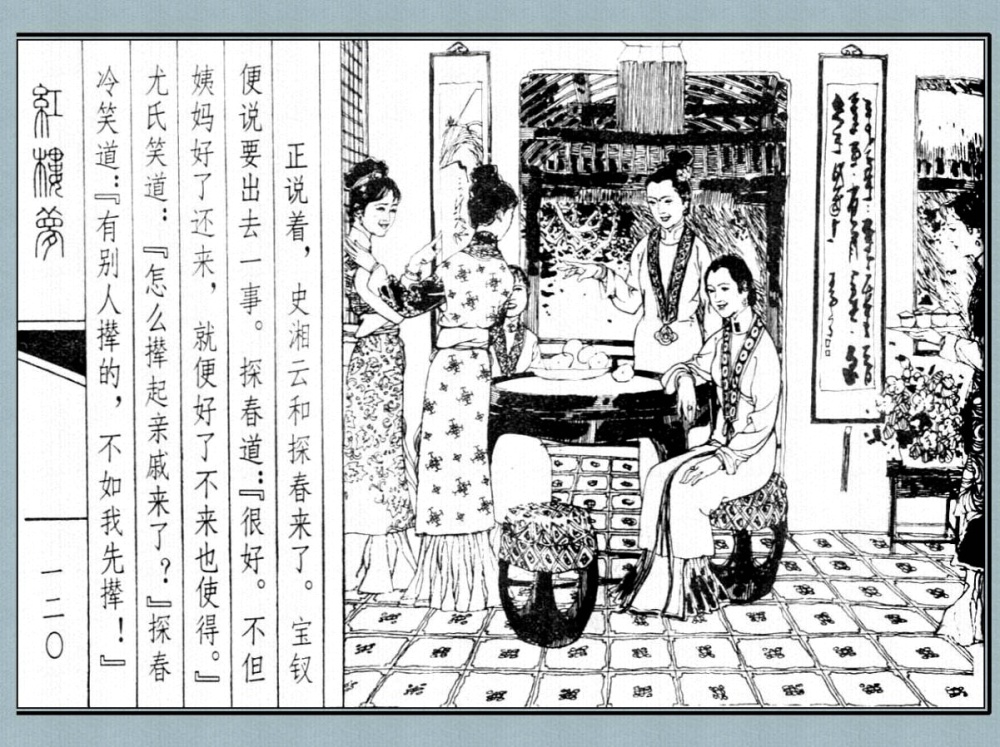 正说着，史湘云和探春来了。宝钗
便说要出去一事。探春道：『很好。不但
姨妈好了还来，就便好了不来也使得。』
尤氏笑道：『怎么撵起亲戚来了？』探春
冷笑道：『有别人撵的，不如我先撵！』
紅樓夢
一二〇